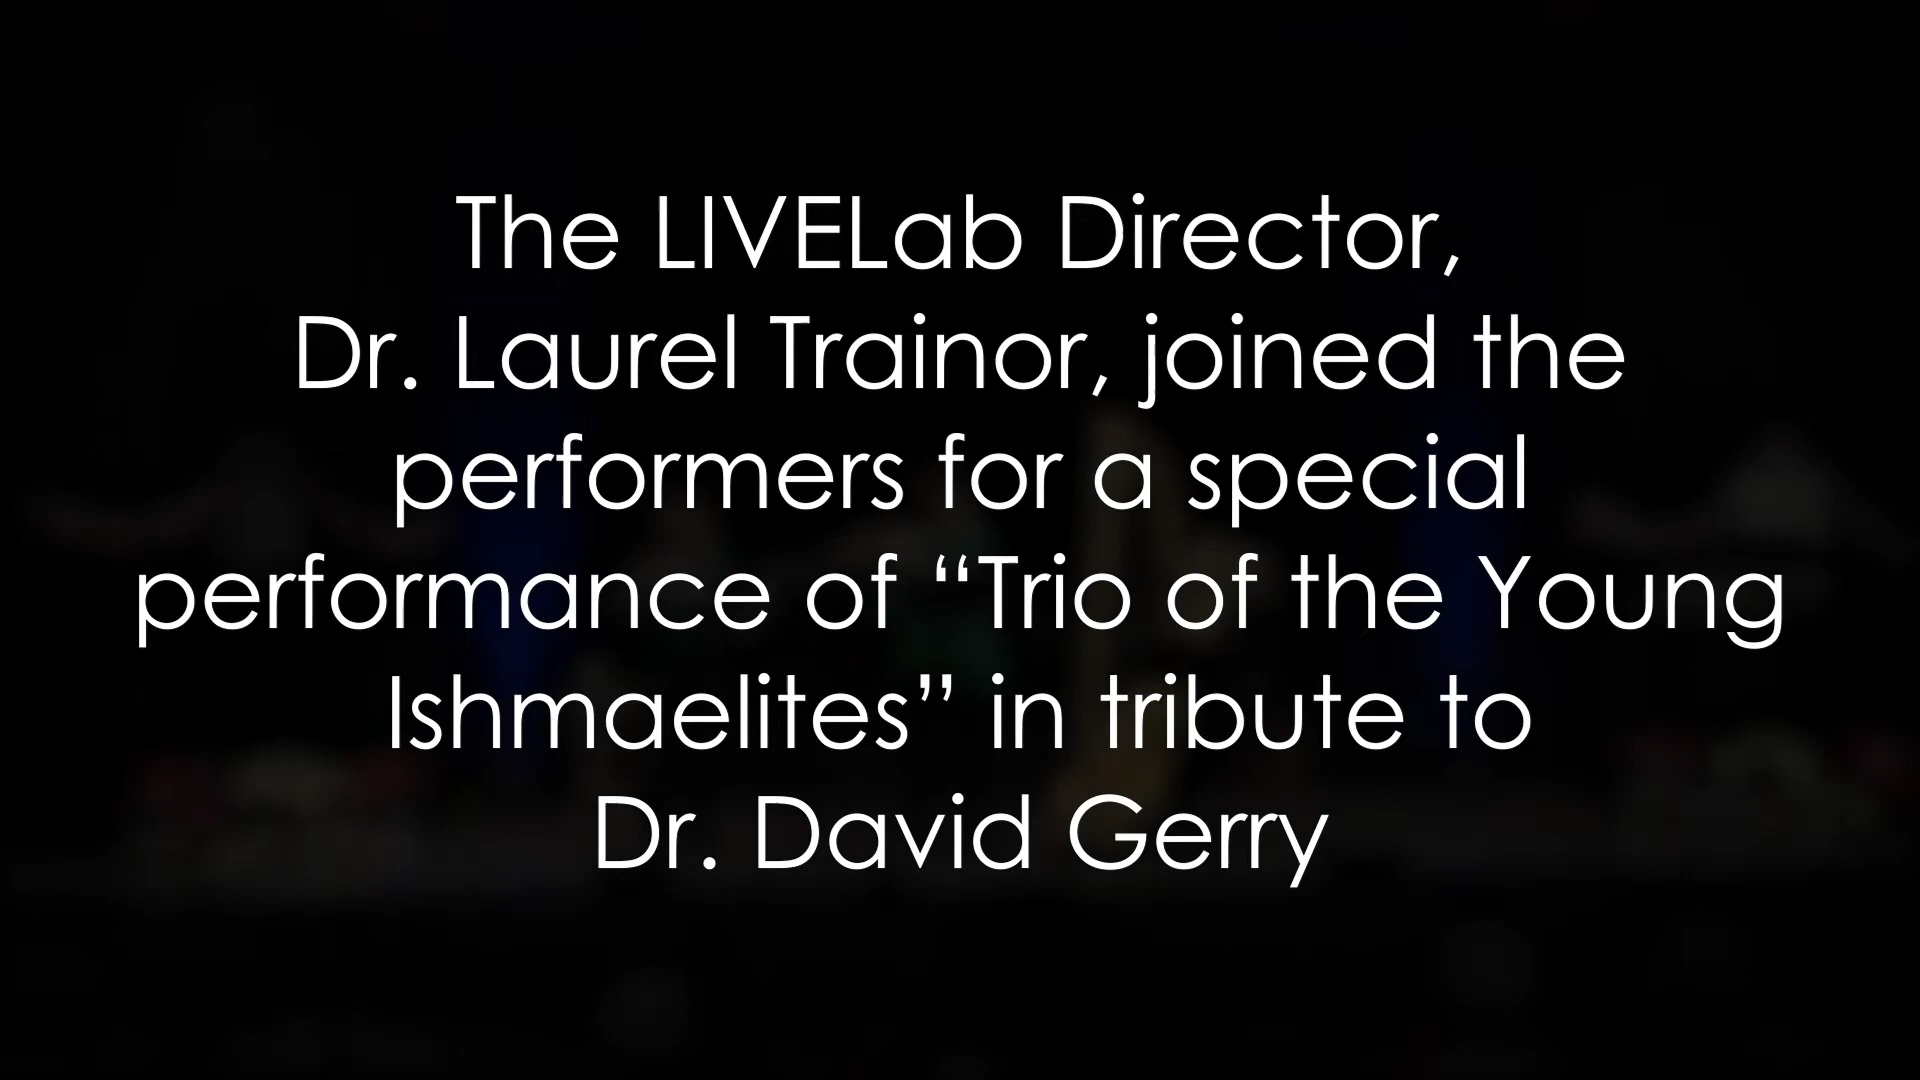 The LIVELab Director,
Dr. Laurel Trainor, joined the
performers for a special
performance of “Trio of the Young
Ishmaelites” in tribute to
Dr. David Gerry